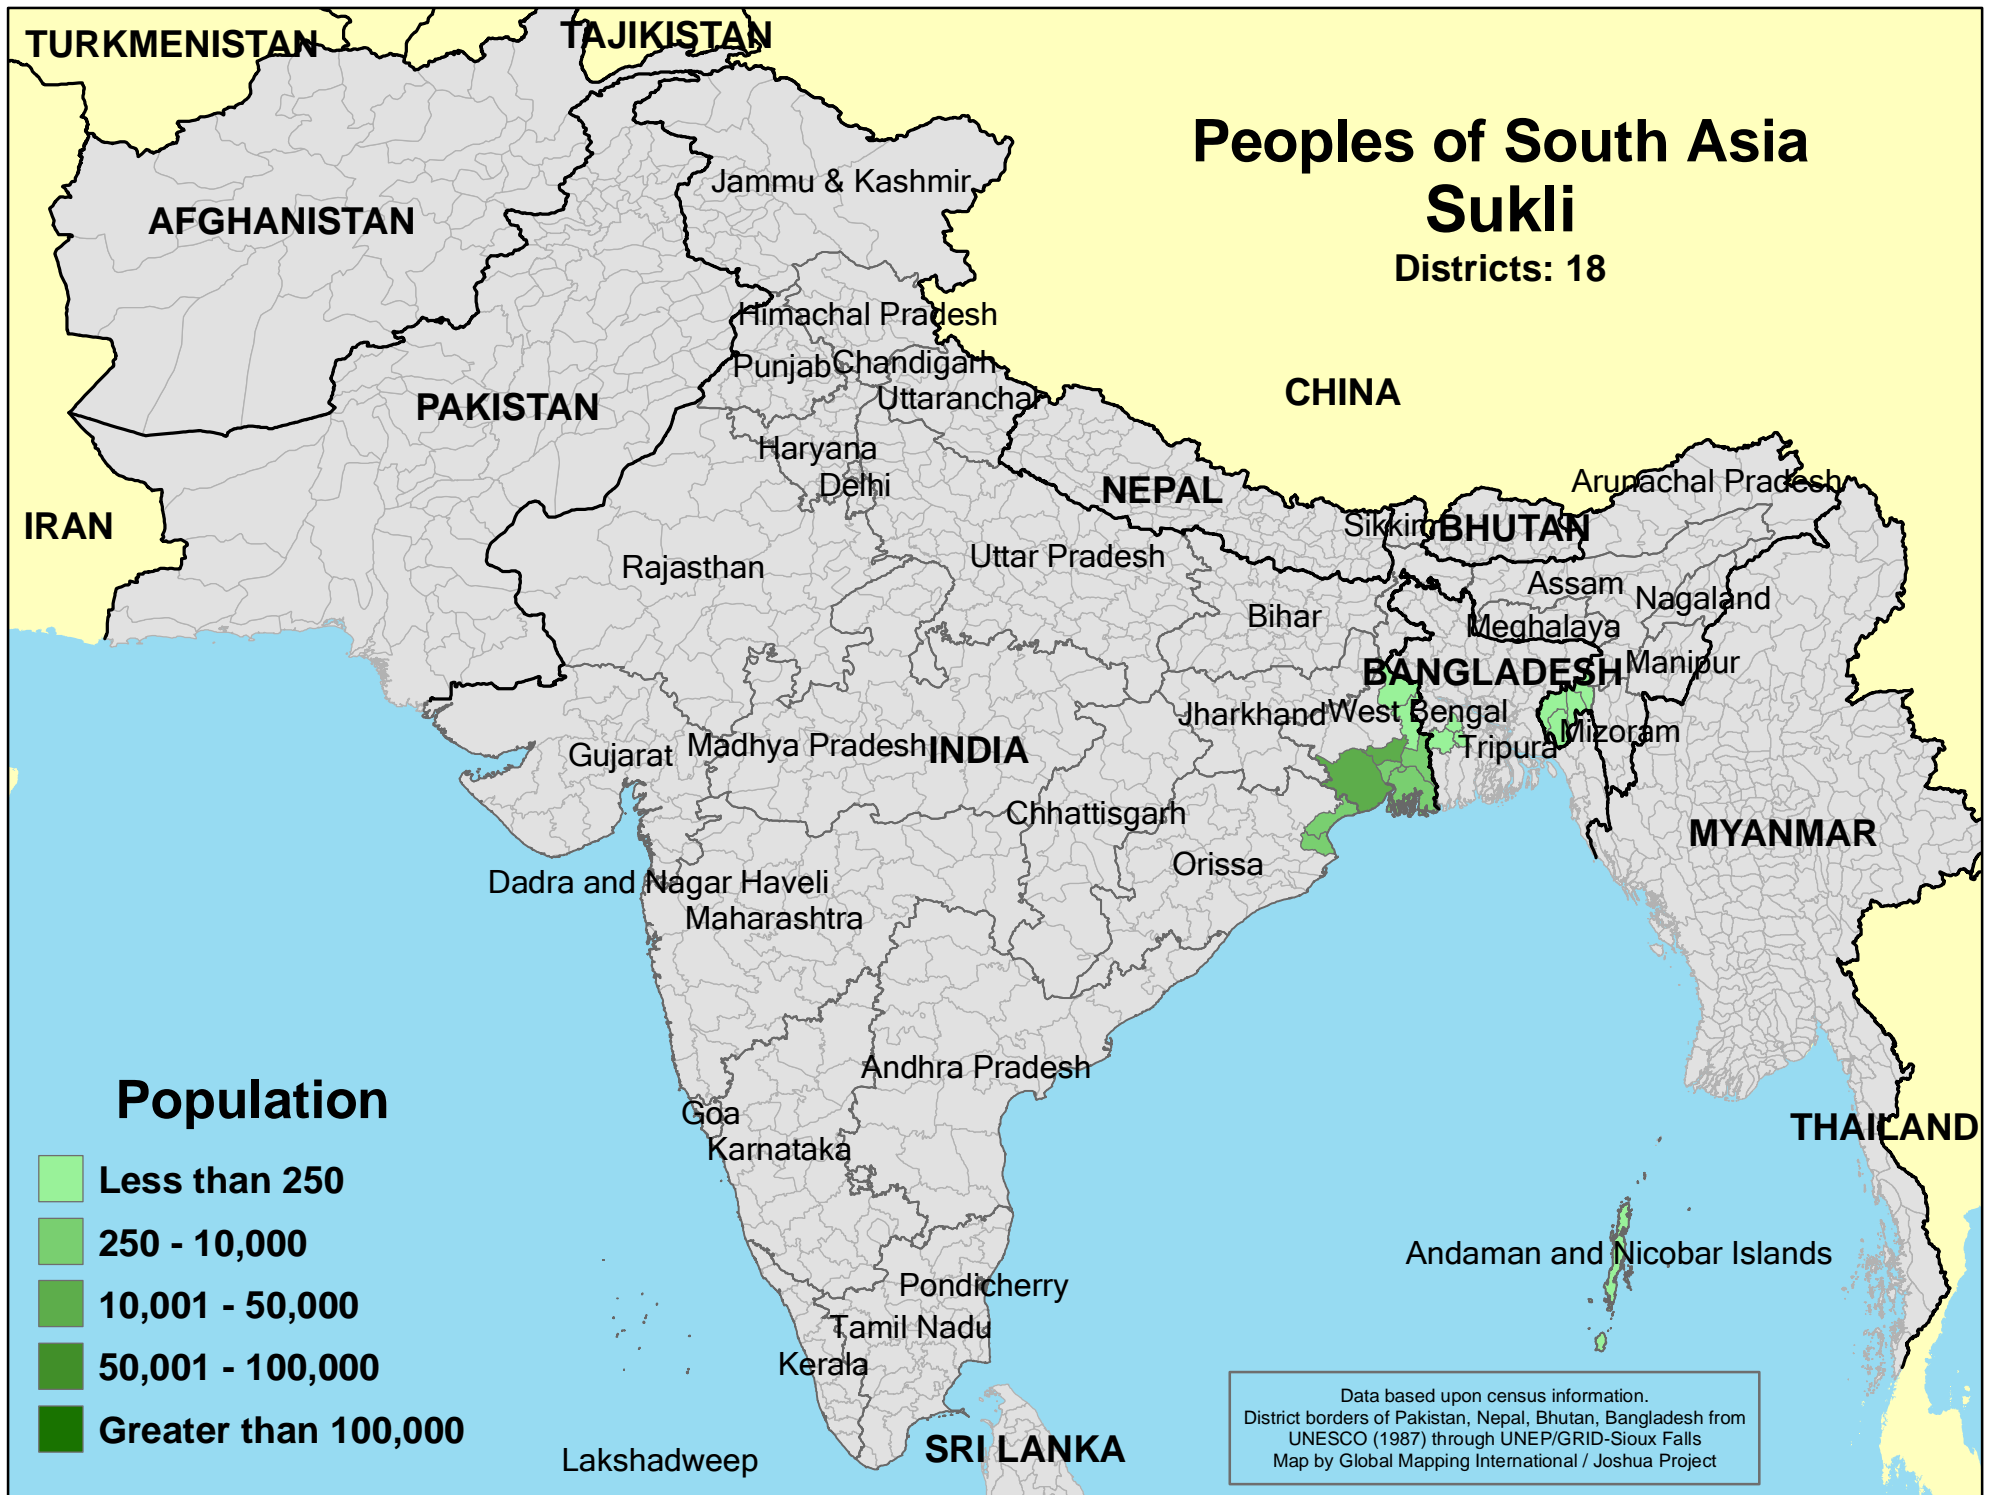 TURKMENISTAN
TAJIKISTAN
Peoples of South Asia
Sukli
Districts: 18
Jammu & Kashmir
AFGHANISTAN
Himachal Pradesh
Punjab
Chandigarh
CHINA
Uttaranchal
PAKISTAN
Haryana
Delhi
NEPAL
Arunachal Pradesh
IRAN
Sikkim
BHUTAN
Rajasthan
Uttar Pradesh
Assam
Nagaland
Bihar
Meghalaya
BANGLADESH
Manipur
Jharkhand
West Bengal
Mizoram
Tripura
Gujarat
Madhya Pradesh
INDIA
Chhattisgarh
MYANMAR
Orissa
Dadra and Nagar Haveli
Maharashtra
Andhra Pradesh
Goa
Karnataka
THAILAND
Andaman and Nicobar Islands
Pondicherry
Tamil Nadu
Kerala
Lakshadweep
SRI LANKA
Population
Less than 250
250 - 10,000
10,001 - 50,000
50,001 - 100,000
Greater than 100,000
Data based upon census information.
District borders of Pakistan, Nepal, Bhutan, Bangladesh from
UNESCO (1987) through UNEP/GRID-Sioux Falls
Map by Global Mapping International / Joshua Project